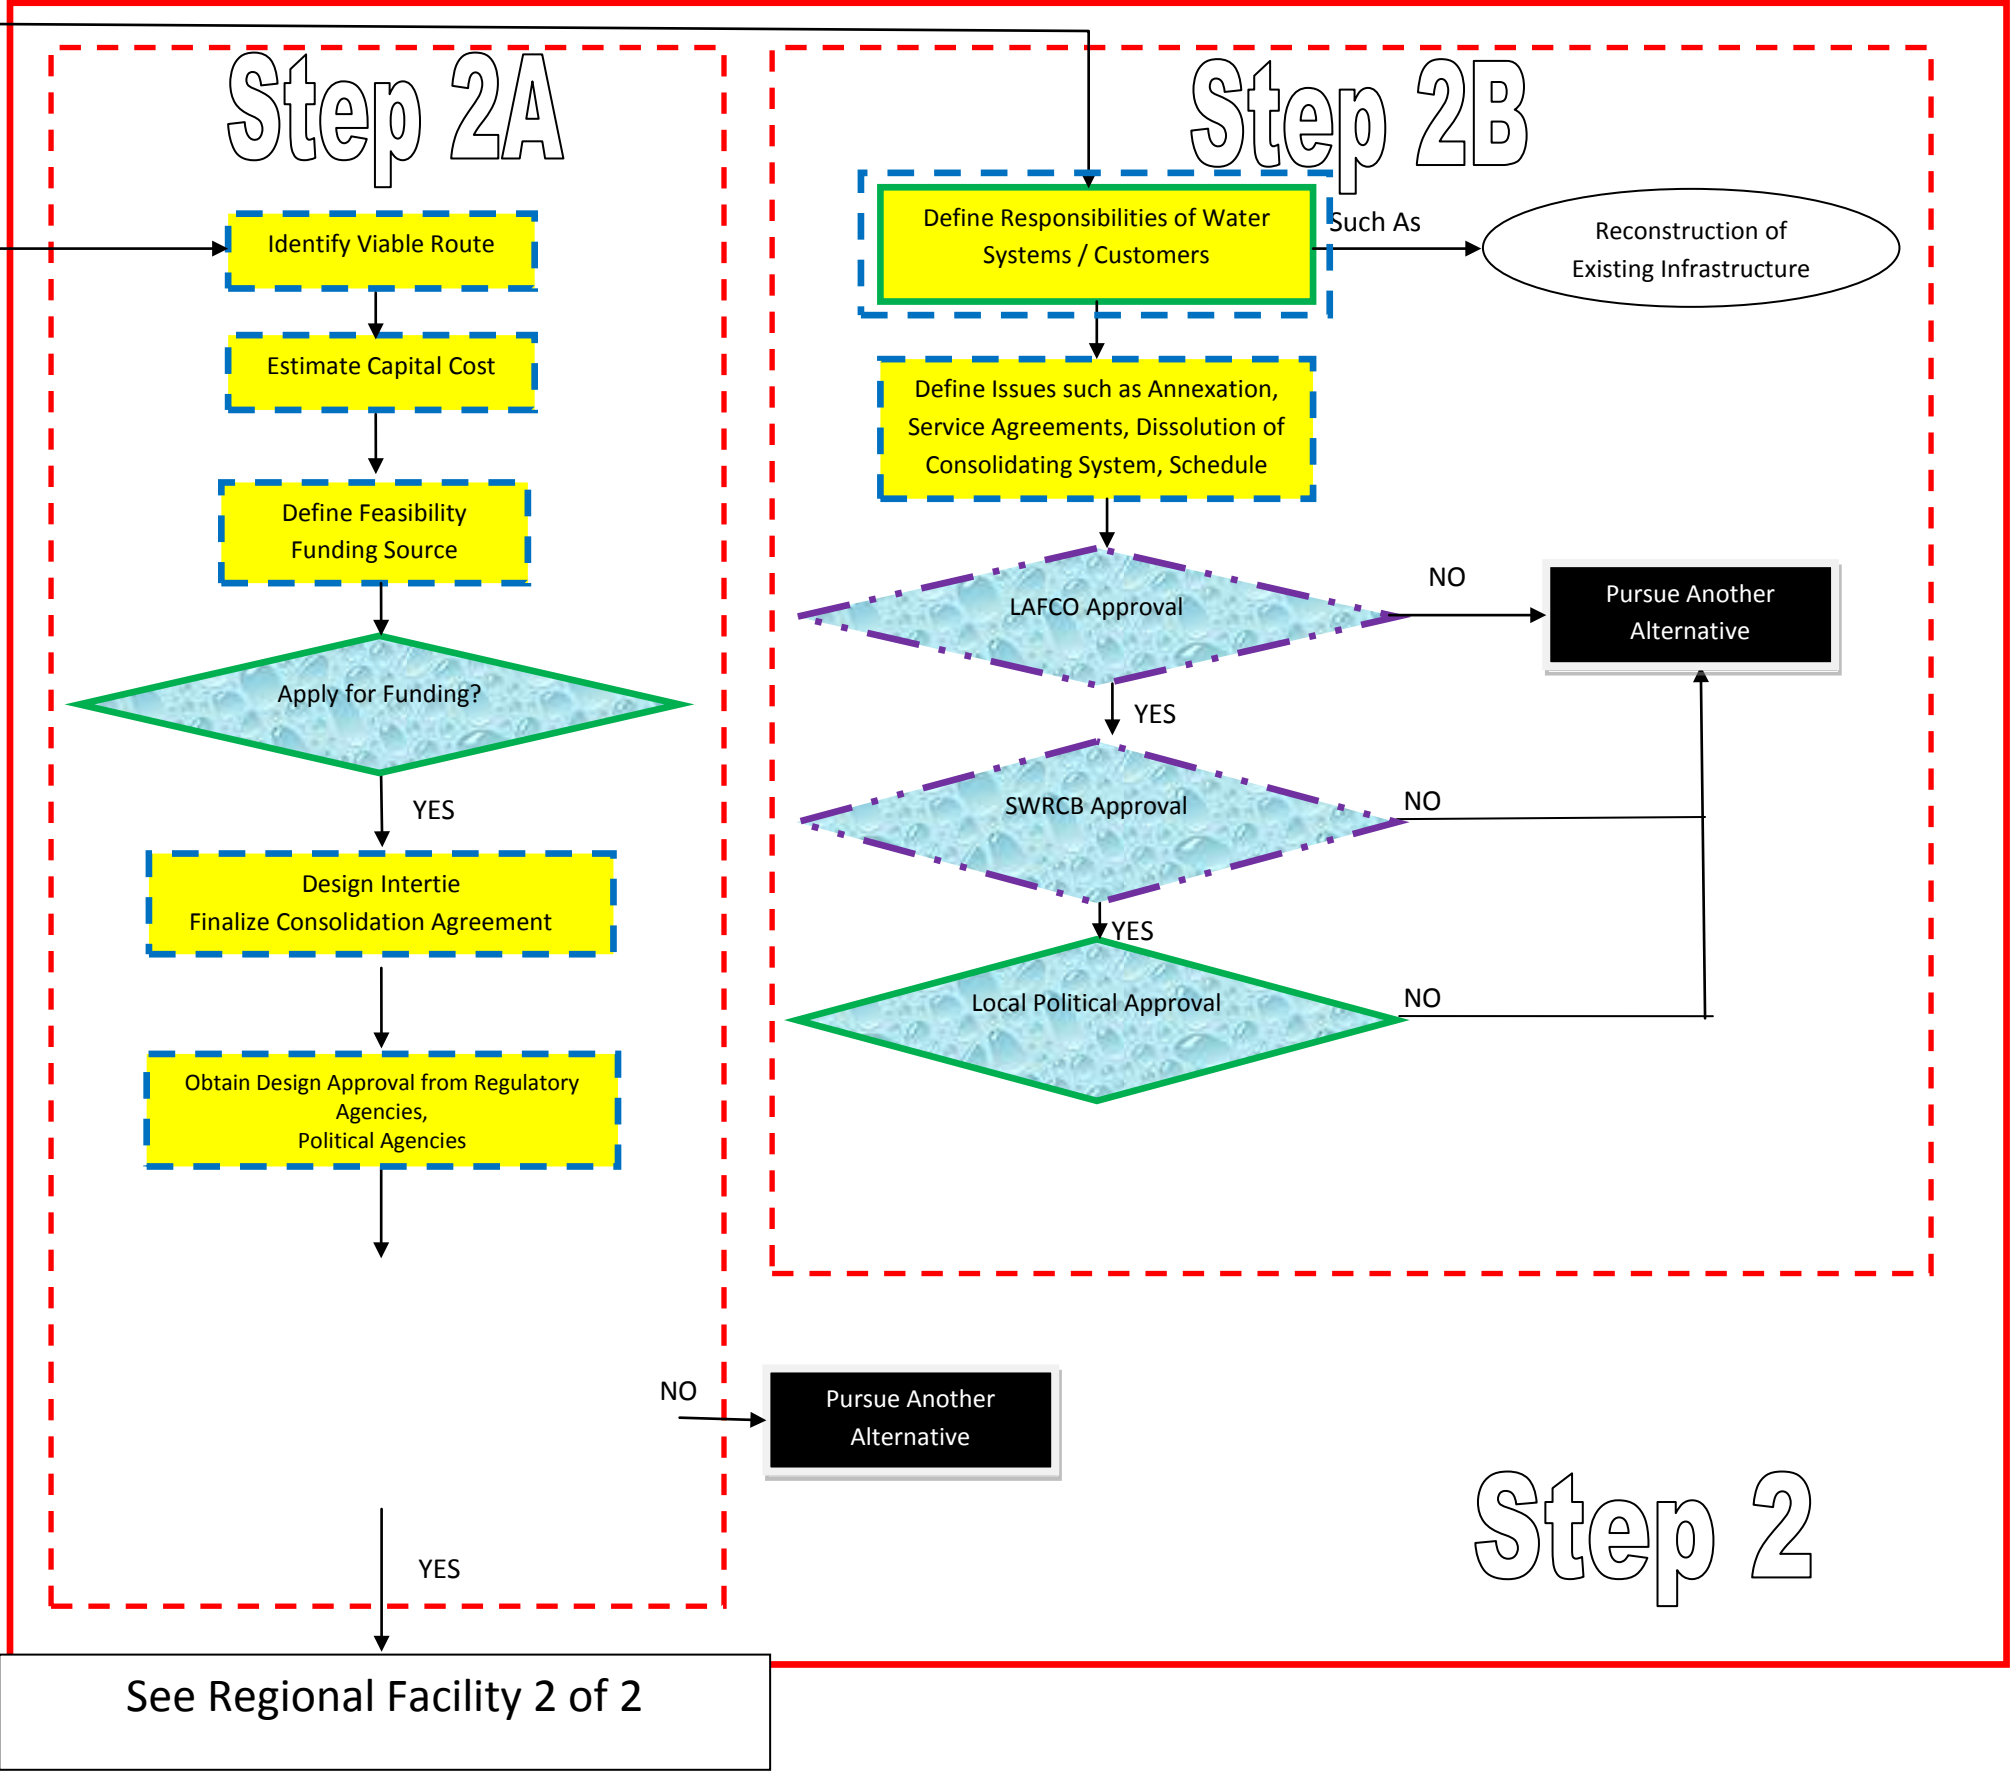 Step 2A
Identify Viable Route
Estimate Capital Cost
Define Feasibility
Funding Source
Apply for Funding?
YES
Design Intertie
Finalize Consolidation Agreement
Obtain Design Approval from Regulatory
Agencies,
Political Agencies
NO
Pursue Another
Alternative
YES
See Regional Facility 2 of 2
Step 2B
Define Responsibilities of Water
Systems / Customers
Such As
Reconstruction of
Existing Infrastructure
Define Issues such as Annexation,
Service Agreements, Dissolution of
Consolidating System, Schedule
LAFCO Approval
NO
Pursue Another
Alternative
YES
SWRCB Approval
NO
YES
Local Political Approval
NO
Step 2